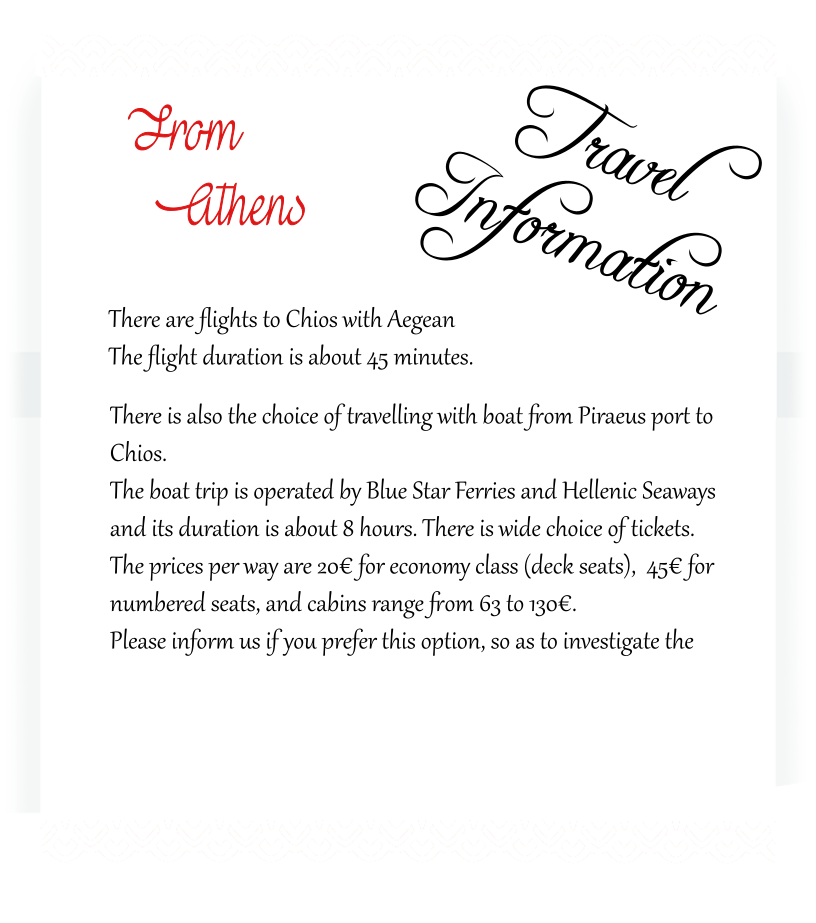 From
Athens
Travel
Information
There are flights to Chios with Aegean
The flight duration is about 45 minutes.
There is also the choice of travelling with boat from Piraeus port to
Chios.
The boat trip is operated by Blue Star Ferries and Hellenic Seaways
and its duration is about 8 hours. There is wide choice of tickets.
The prices per way are 20€ for economy class (deck seats),  45€ for
numbered seats, and cabins range from 63 to 130€.
Please inform us if you prefer this option, so as to investigate the